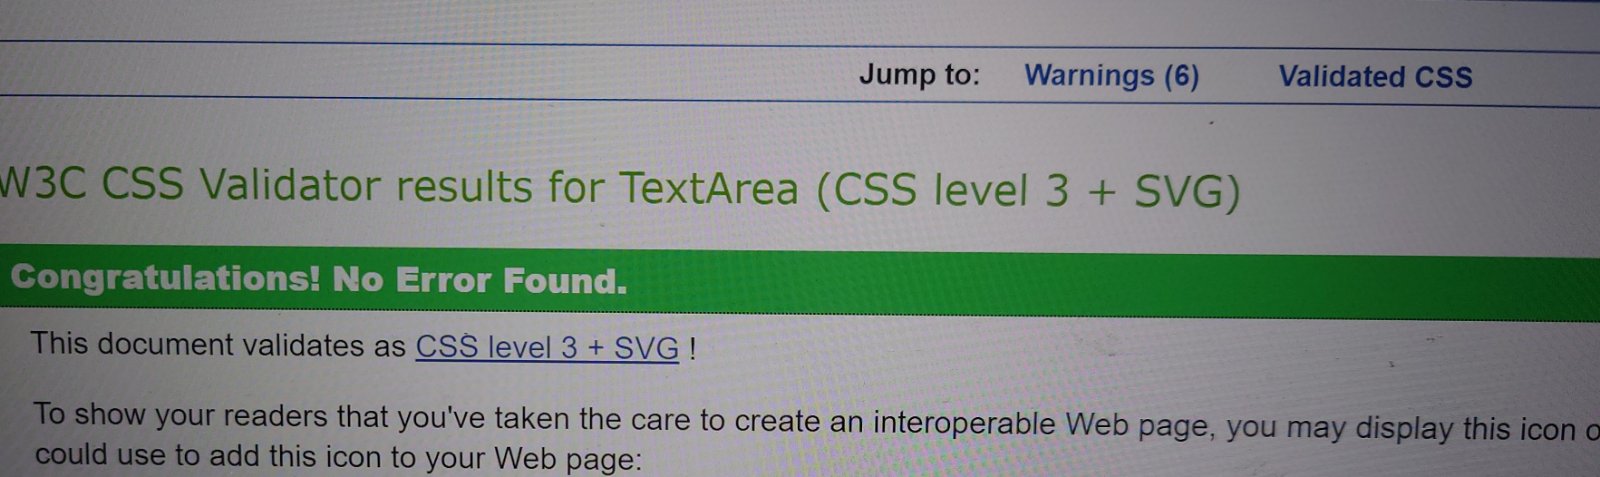 Jump to: Warnings (6) Validated CSS
W3C CSS Validator results for TextArea (CSS level 3 + SVG)
Congratulations! No Error Found.
This document validates as CSS level 3 + SVG !
To show your readers that you've taken the care to create an interoperable Web page, you may display this icon
could use to add this icon to your Web page: